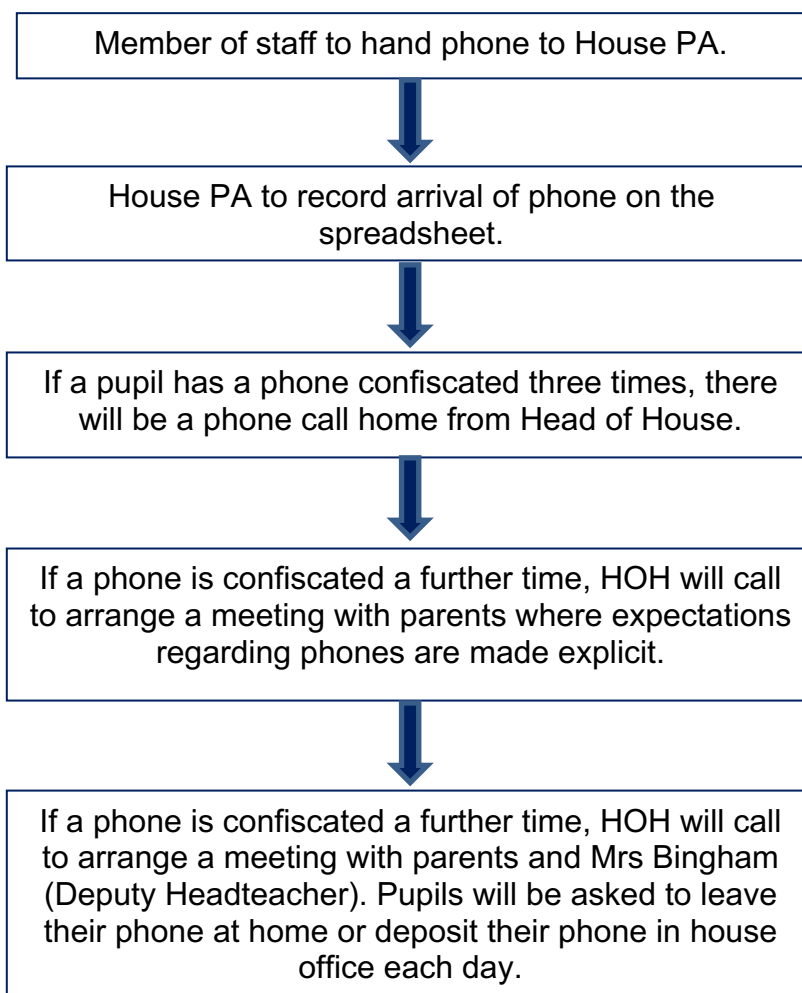 Member of staff to hand phone to House PA.
House PA to record arrival of phone on the
spreadsheet.
If a pupil has a phone confiscated three times, there
will be a phone call home from Head of House.
If a phone is confiscated a further time, HOH will call
to arrange a meeting with parents where expectations
regarding phones are made explicit.
If a phone is confiscated a further time, HOH will call
to arrange a meeting with parents and Mrs Bingham
(Deputy Headteacher). Pupils will be asked to leave
their phone at home or deposit their phone in house
office each day.